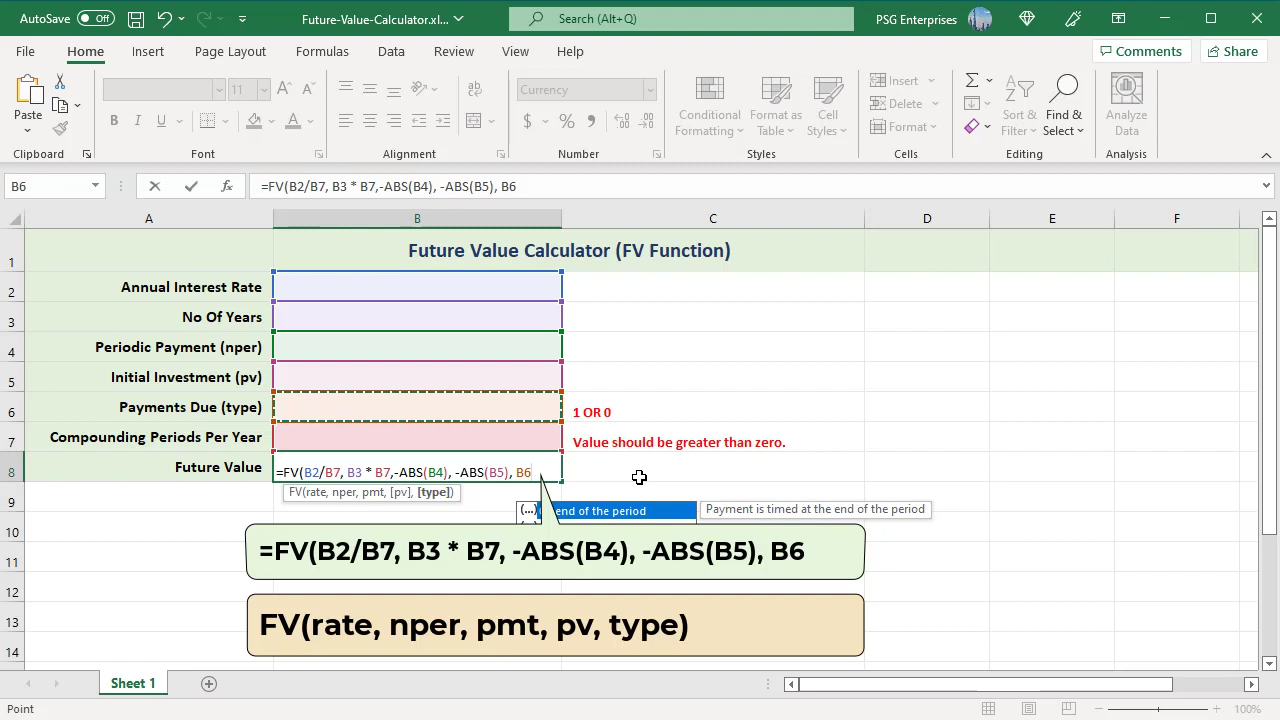 AutoSave Off Future-Value-Calculator.xl... Search (Alt+Q) PSG Enterprises
File Home Insert Page Layout Formulas Data Review View Help Comments Share
Paste
11
B I U A A
ab
Currency
$ %
Conditional Formatting
Format as Table
Cell Styles
Insert
Delete
Format
Sort & Filter
Find & Select
Analyze Data
Clipboard Font Alignment Number Styles Cells Editing Analysis
B6 fx =FV(B2/B7, B3 * B7,-ABS(B4), -ABS(B5), B6
A B C D E F
1 Future Value Calculator (FV Function)
2 Annual Interest Rate
3 No Of Years
4 Periodic Payment (nper)
5 Initial Investment (pv)
6 Payments Due (type) 1 OR 0
7 Compounding Periods Per Year Value should be greater than zero.
8 Future Value =FV(B2/B7, B3 * B7,-ABS(B4), -ABS(B5), B6
FV(rate, nper, pmt, [pv], [type])
9
(...) end of the period Payment is timed at the end of the period
10
=FV(B2/B7, B3 * B7, -ABS(B4), -ABS(B5), B6
11
12
13 FV(rate, nper, pmt, pv, type)
14
Sheet 1
Point 100%